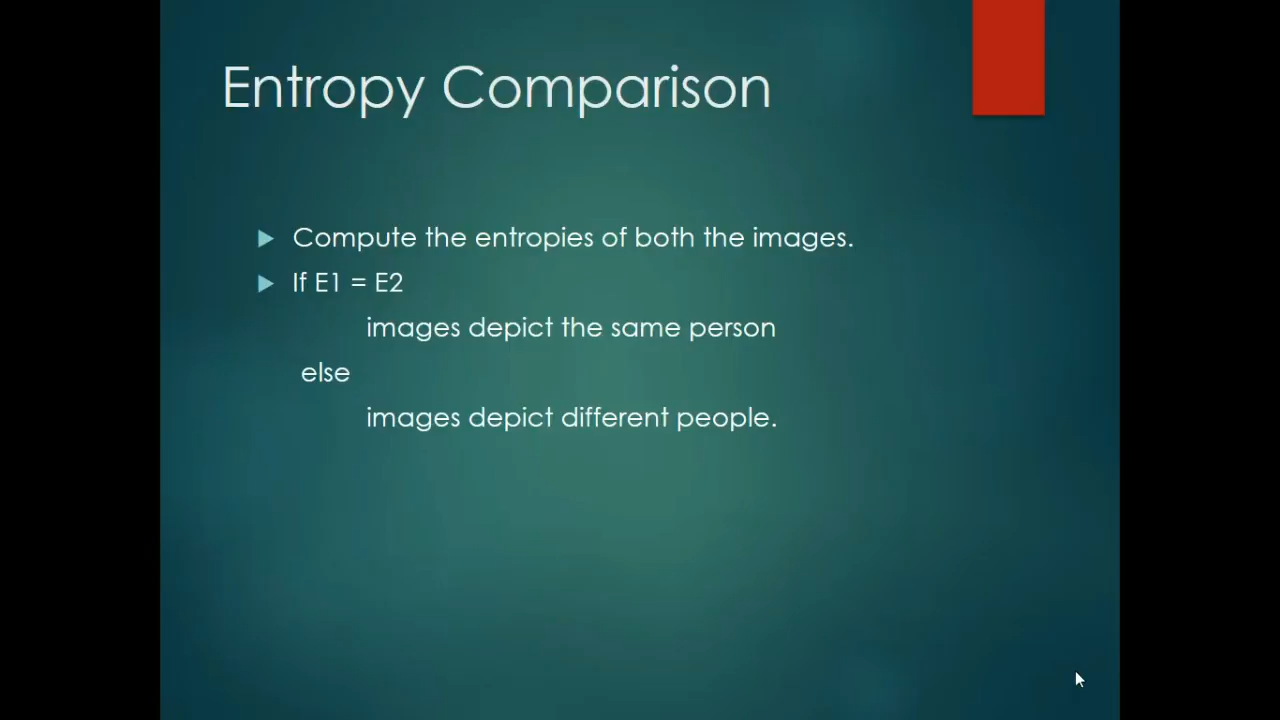 Entropy Comparison
Compute the entropies of both the images.
If E1 = E2
images depict the same person
else
images depict different people.